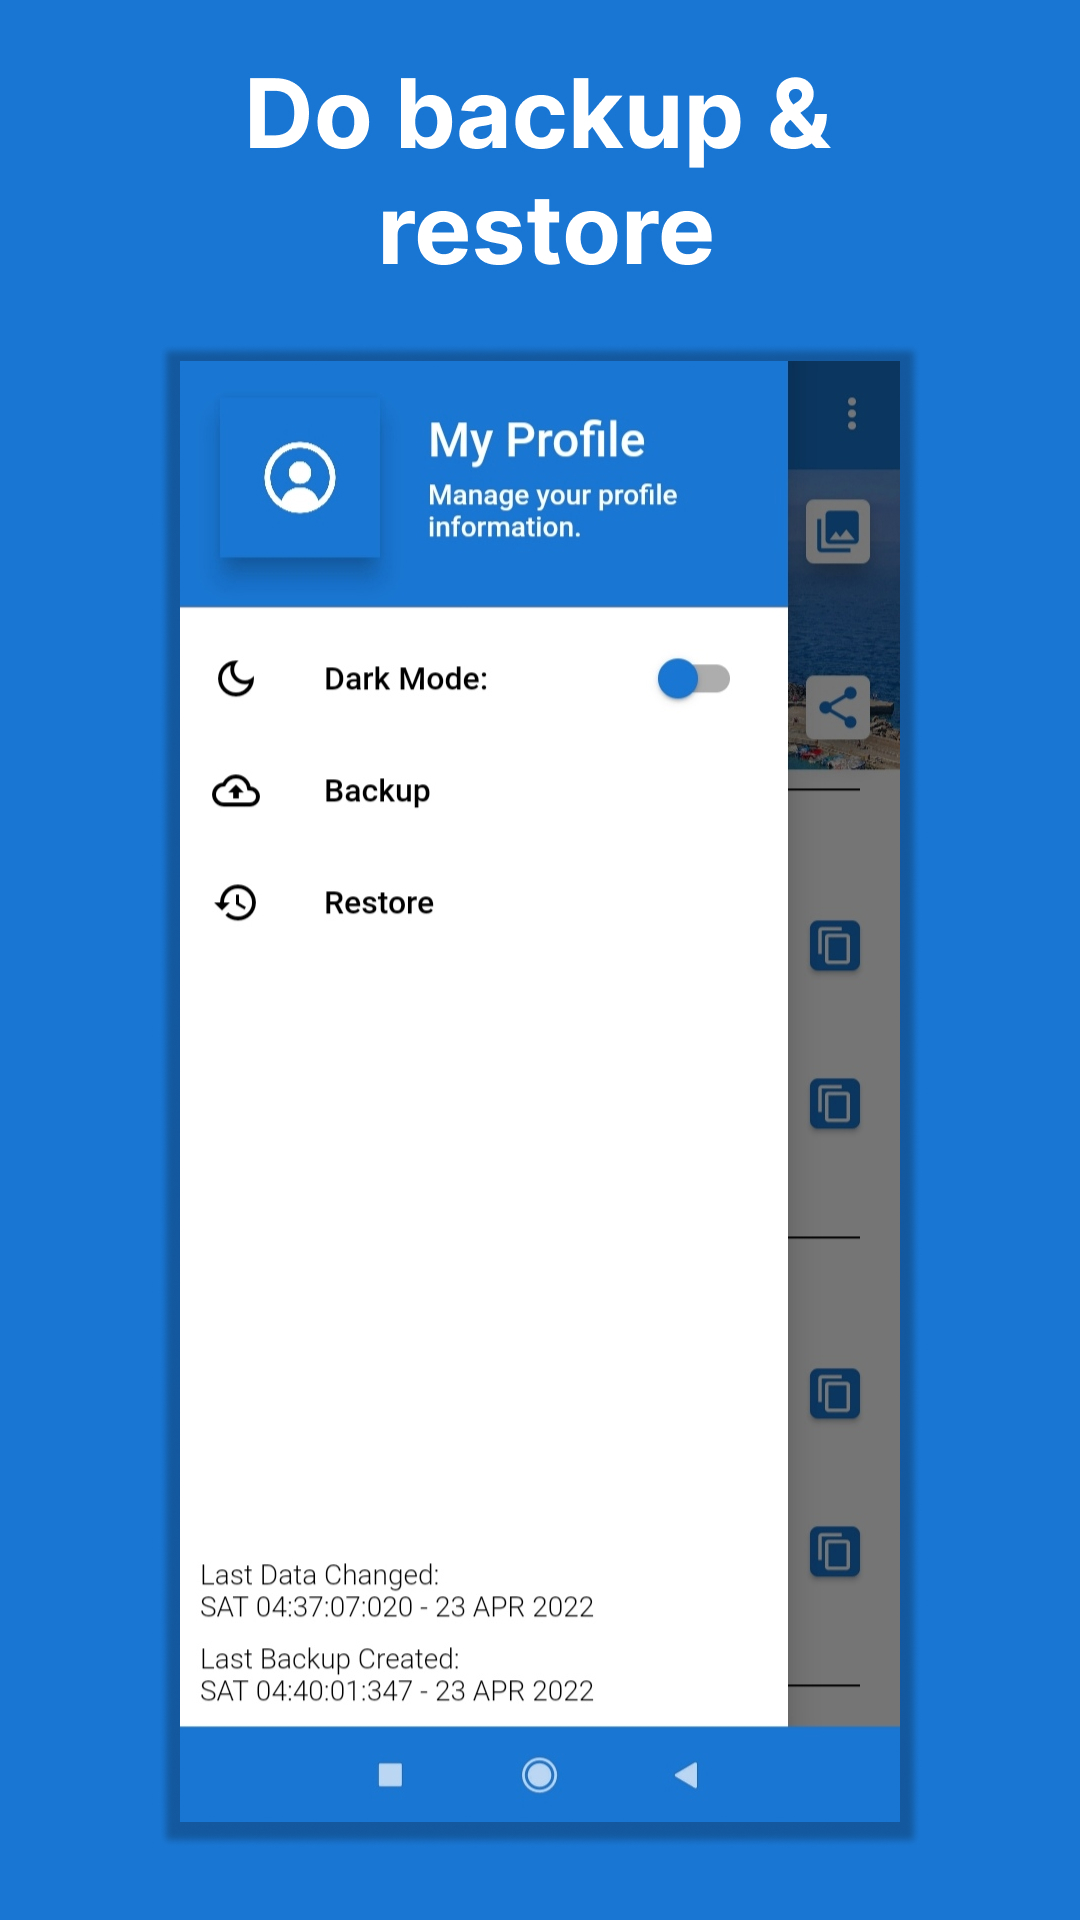 Do backup &
restore
My Profile
Manage your profile
information.
Dark Mode:
Backup
Restore
Last Data Changed:
SAT 04:37:07:020 - 23 APR 2022
Last Backup Created:
SAT 04:40:01:347 - 23 APR 2022